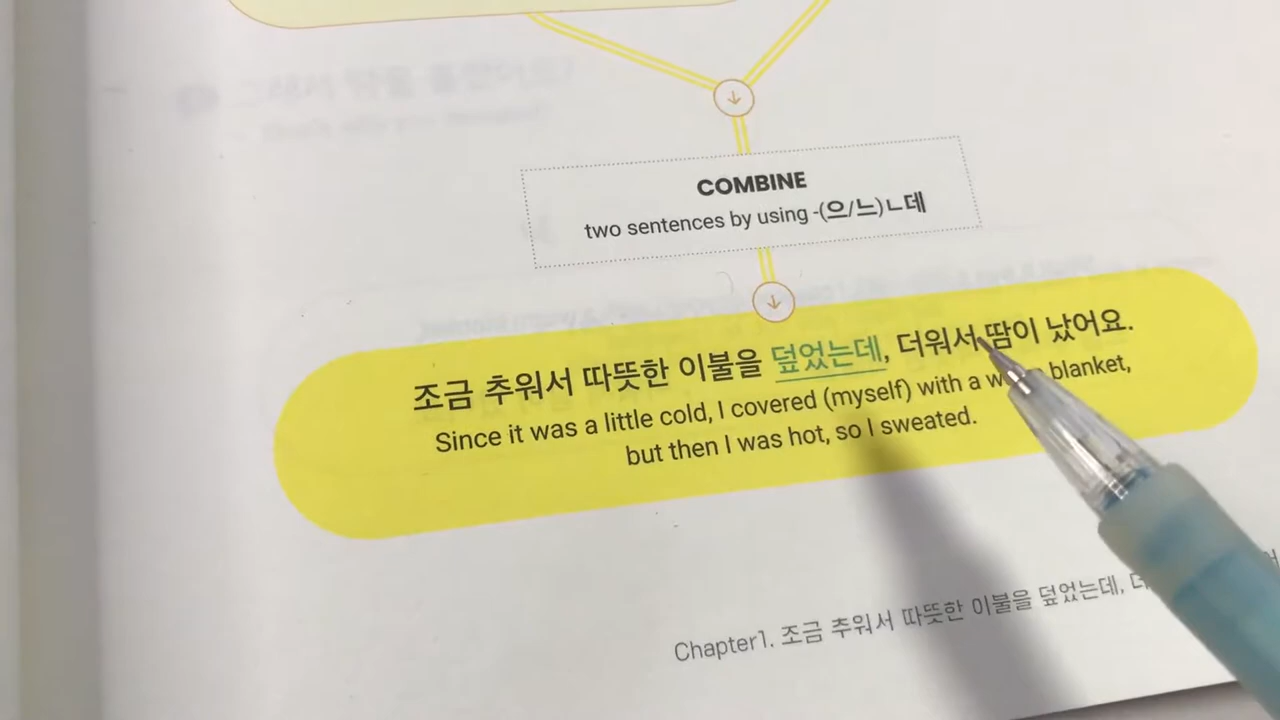 COMBINE
two sentences by using -(으/느)ㄴ데
조금 추워서 따뜻한 이불을 덮었는데, 더워서 땀이 났어요.
Since it was a little cold, I covered (myself) with a blanket,
but then I was hot, so I sweated.
Chapter1. 조금 추워서 따뜻한 이불을 덮었는데,